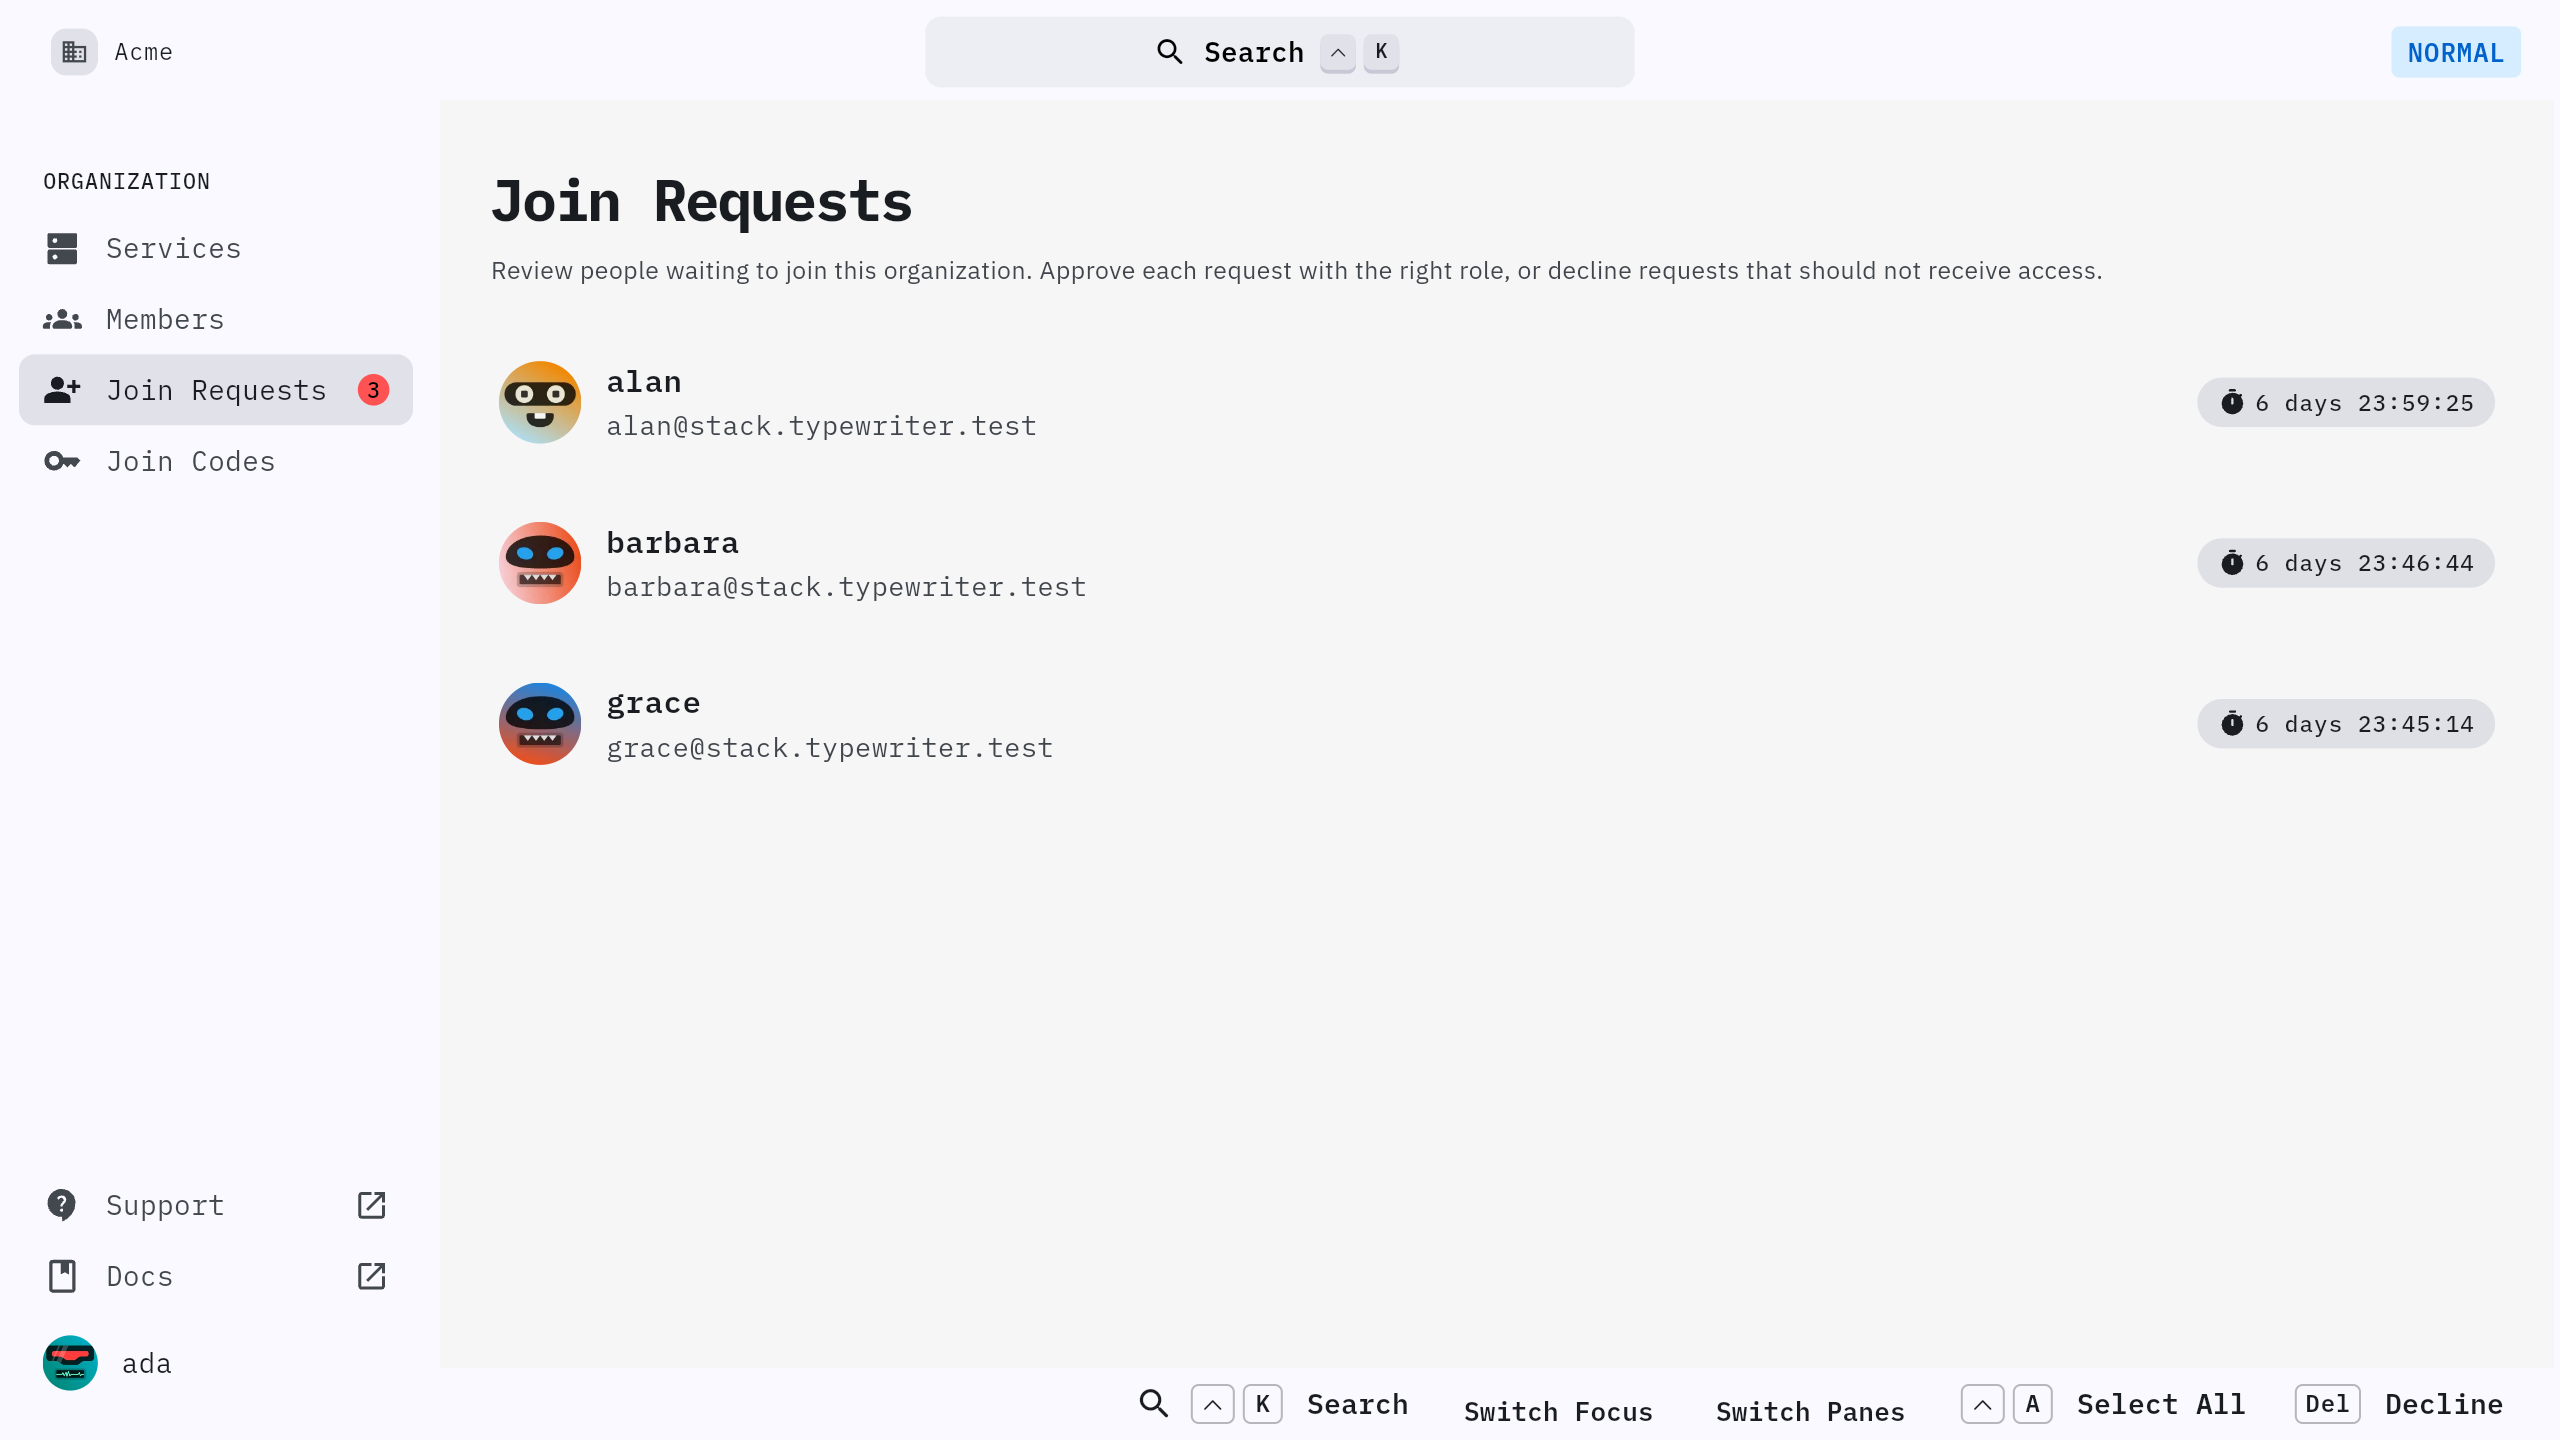 Acme
Search ^ K
NORMAL
ORGANIZATION
Services
Members
Join Requests 3
Join Codes
Join Requests
Review people waiting to join this organization. Approve each request with the right role, or decline requests that should not receive access.
alan
alan@stack.typewriter.test
6 days 23:59:25
barbara
barbara@stack.typewriter.test
6 days 23:46:44
grace
grace@stack.typewriter.test
6 days 23:45:14
Support
Docs
ada
^ K Search Switch Focus Switch Panes ^ A Select All Del Decline